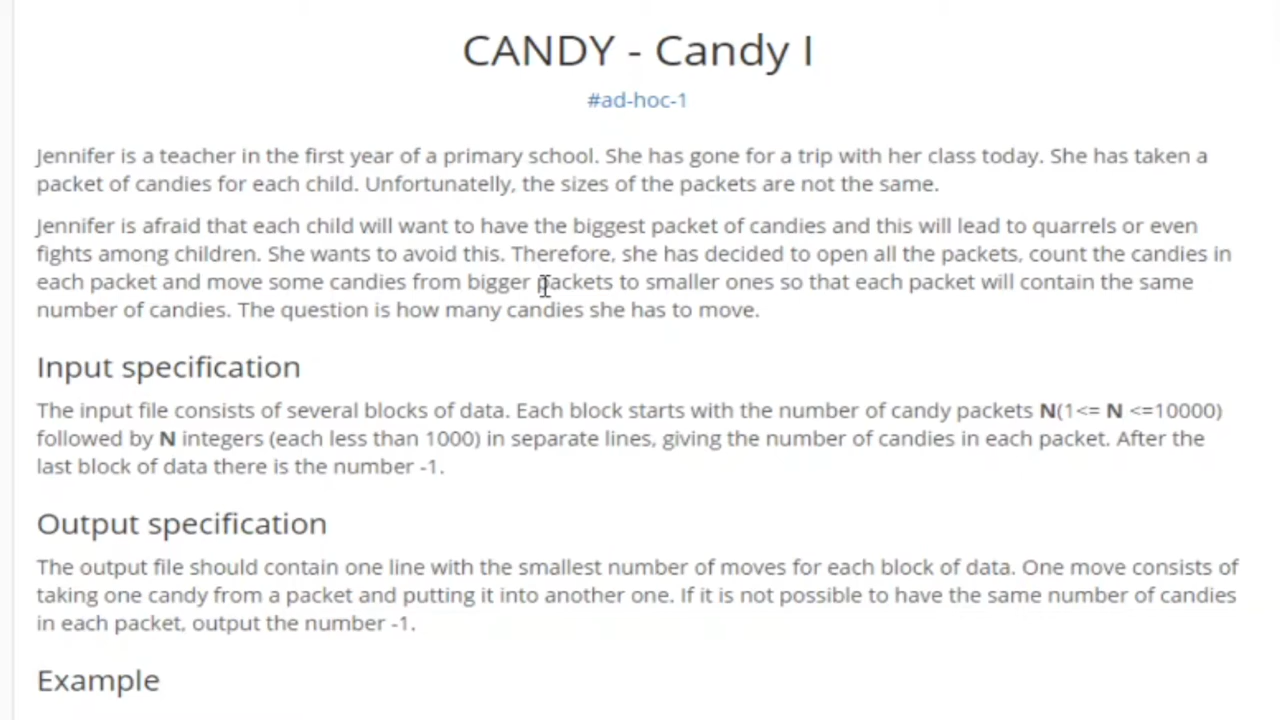 CANDY - Candy I
#ad-hoc-1
Jennifer is a teacher in the first year of a primary school. She has gone for a trip with her class today. She has taken a
packet of candies for each child. Unfortunatelly, the sizes of the packets are not the same.
Jennifer is afraid that each child will want to have the biggest packet of candies and this will lead to quarrels or even
fights among children. She wants to avoid this. Therefore, she has decided to open all the packets, count the candies in
each packet and move some candies from bigger packets to smaller ones so that each packet will contain the same
number of candies. The question is how many candies she has to move.
Input specification
The input file consists of several blocks of data. Each block starts with the number of candy packets N(1<= N <=10000)
followed by N integers (each less than 1000) in separate lines, giving the number of candies in each packet. After the
last block of data there is the number -1.
Output specification
The output file should contain one line with the smallest number of moves for each block of data. One move consists of
taking one candy from a packet and putting it into another one. If it is not possible to have the same number of candies
in each packet, output the number -1.
Example